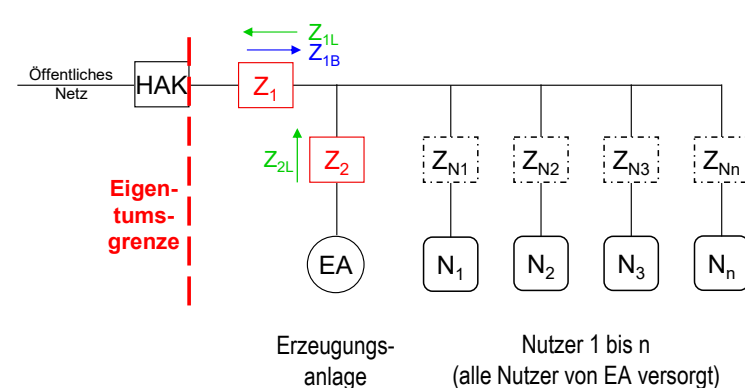 Z1L
Z1B
Öffentliches
Netz
HAK
Z1
Z2L
Z2
ZN1
ZN2
ZN3
ZNn
Eigen-
tums-
grenze
EA
N1
N2
N3
Nn
Erzeugungs-
anlage
Nutzer 1 bis n
(alle Nutzer von EA versorgt)